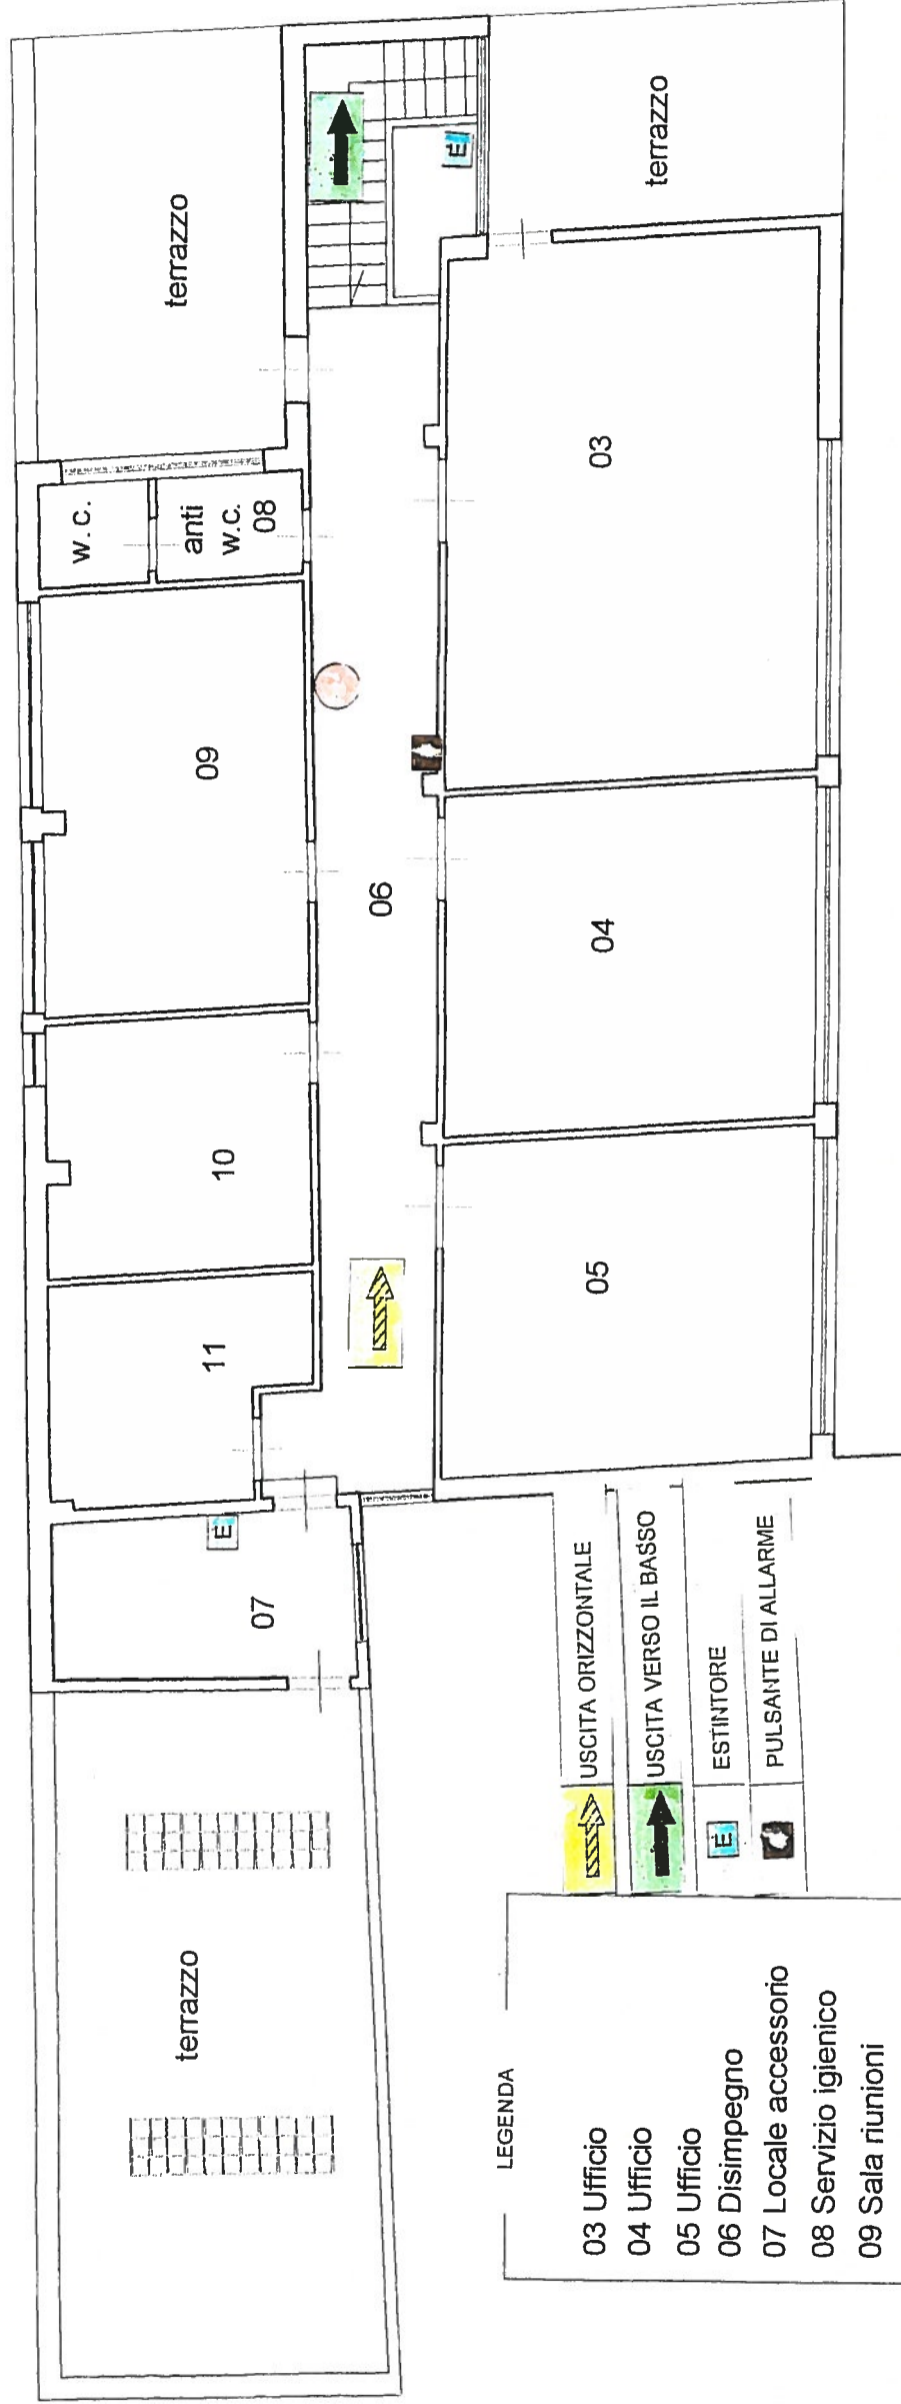 terrazzo
w.c.
anti
w.c.
08
09
10
11
07
E
terrazzo
06
E
terrazzo
03
04
05
USCITA ORIZZONTALE
USCITA VERSO IL BASSO
E
ESTINTORE
PULSANTE DI ALLARME
LEGENDA
03 Ufficio
04 Ufficio
05 Ufficio
06 Disimpegno
07 Locale accessorio
08 Servizio igienico
09 Sala riunioni